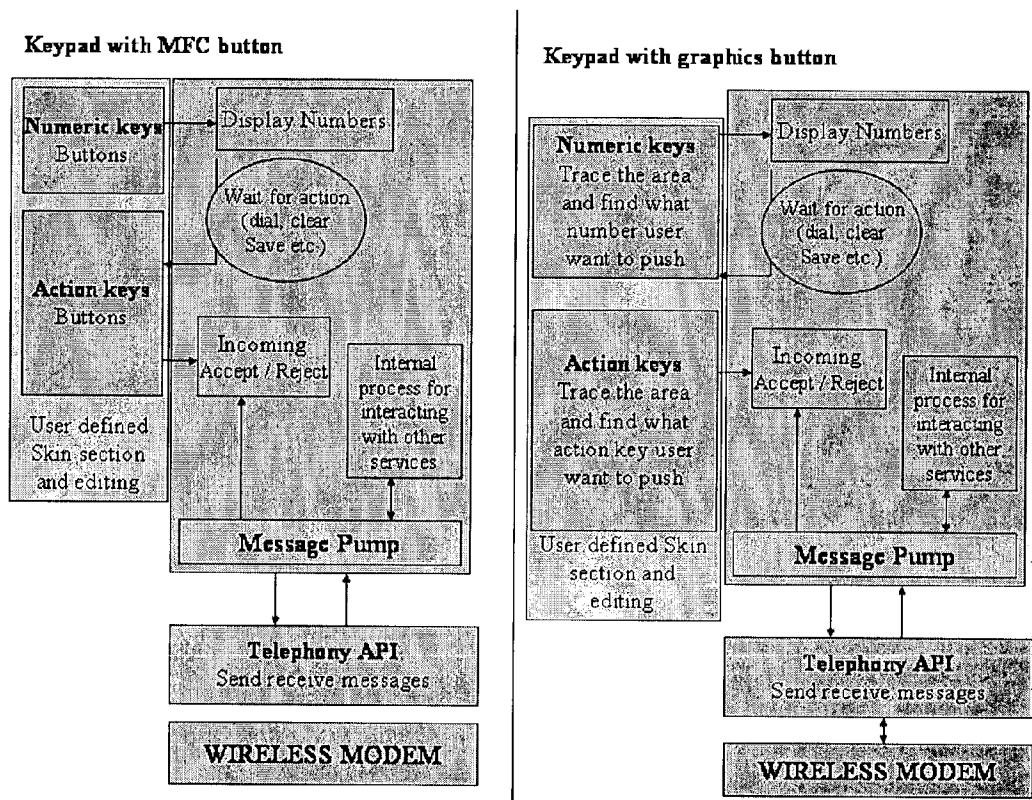 Keypad with MFC button
Numeric keys
Buttons
Display Numbers
Wait for action
(dial, clear
Save etc.)
Action keys
Buttons
Incoming
Accept / Reject
Internal
process for
interacting
with other
services
User defined
Skin section
and editing
Message Pump
Telephony API
Send receive messages
WIRELESS MODEM
Keypad with graphics button
Numeric keys
Trace the area
and find what
number user
want to push
Display Numbers
Wait for action
(dial, clear
Save etc.)
Action keys
Trace the area
and find what
action key user
want to push
Incoming
Accept / Reject
Internal
process for
interacting
with other
services
User defined Skin
section and
editing
Message Pump
Telephony API
Send receive messages
WIRELESS MODEM